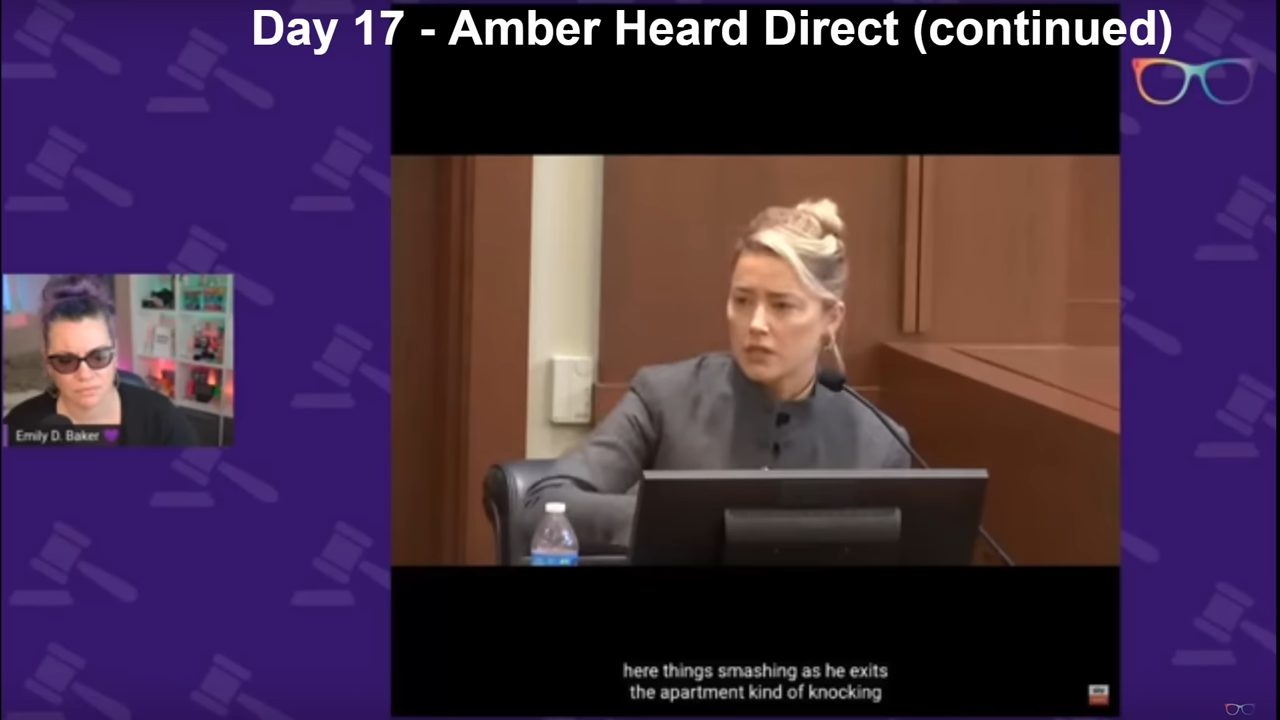 Day 17 - Amber Heard Direct (continued)
Emily D. Baker
here things smashing as he exits
the apartment kind of knocking